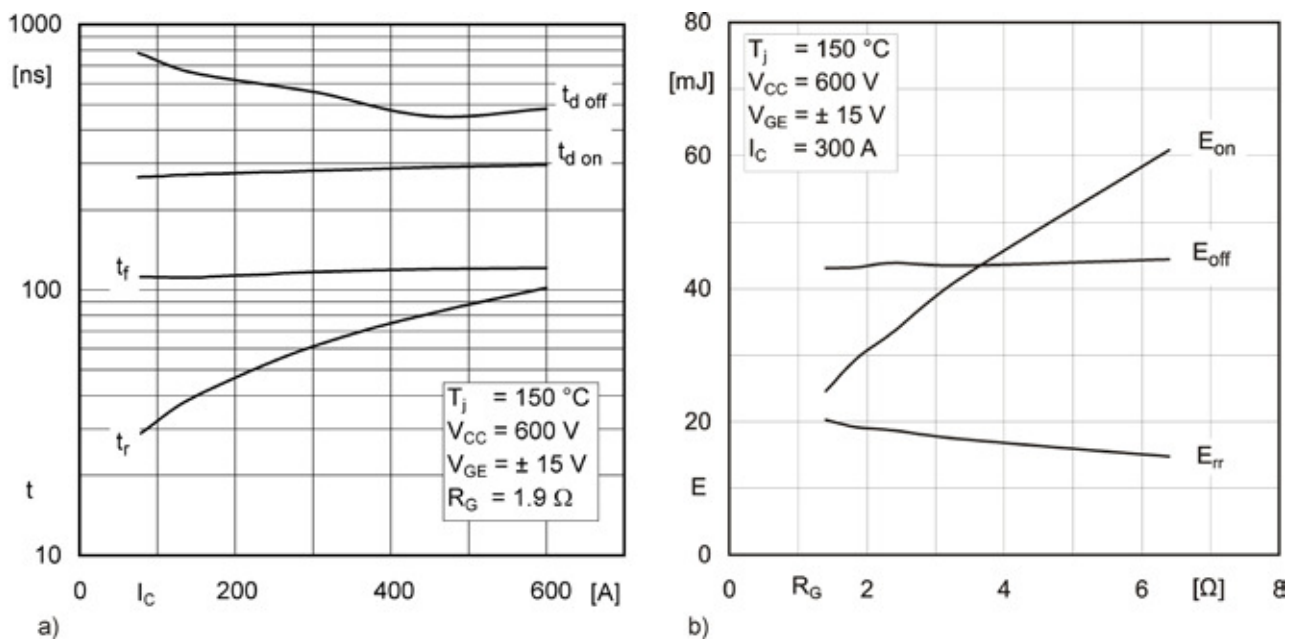 1000
[ns]
t_d off
t_d on
t_f
100
t_r
T_j = 150 °C
V_CC = 600 V
V_GE = ± 15 V
R_G = 1.9 Ω
t
10
0 I_C 200 400 600 [A]
a)
80
[mJ]
T_j = 150 °C
V_CC = 600 V
V_GE = ± 15 V
I_C = 300 A
60
E_on
E_off
40
20
E_rr
E
0
0 R_G 2 4 6 [Ω] 8
b)